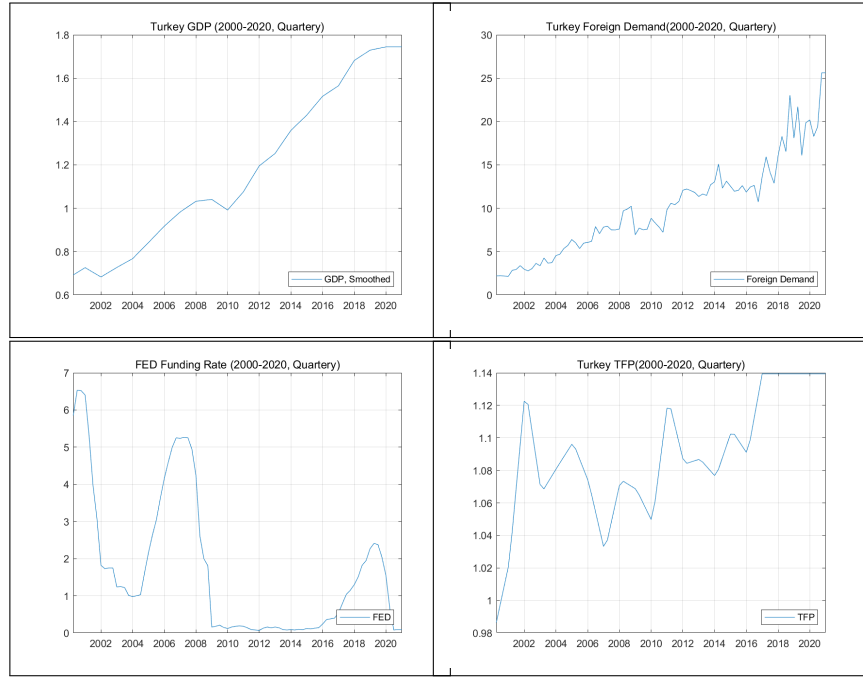 Turkey GDP (2000-2020, Quartery)
1.8
1.6
1.4
1.2
1
0.8
0.6
2002 2004 2006 2008 2010 2012 2014 2016 2018 2020
GDP, Smoothed
Turkey Foreign Demand(2000-2020, Quartery)
30
25
20
15
10
5
0
2002 2004 2006 2008 2010 2012 2014 2016 2018 2020
Foreign Demand
FED Funding Rate (2000-2020, Quartery)
7
6
5
4
3
2
1
0
2002 2004 2006 2008 2010 2012 2014 2016 2018 2020
FED
Turkey TFP(2000-2020, Quartery)
1.14
1.12
1.1
1.08
1.06
1.04
1.02
1
0.98
2002 2004 2006 2008 2010 2012 2014 2016 2018 2020
TFP